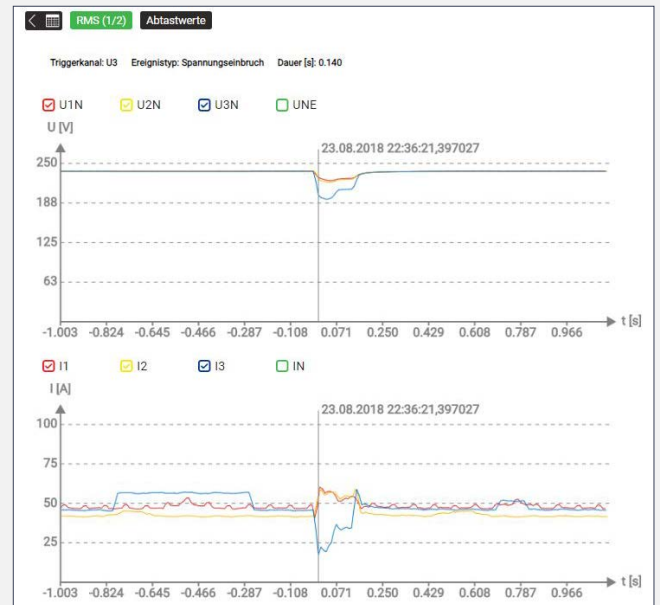 RMS (1/2) Abtastwerte
Triggerkanal: U3 Ereignistyp: Spannungseinbruch Dauer [s]: 0.140
U1N U2N U3N UNE
U [V]
23.08.2018 22:36:21,397027
250
188
125
63
-1.003 -0.824 -0.645 -0.466 -0.287 -0.108 0.071 0.250 0.429 0.608 0.787 0.966 t [s]
I1 I2 I3 IN
I [A]
23.08.2018 22:36:21,397027
100
75
50
25
-1.003 -0.824 -0.645 -0.466 -0.287 -0.108 0.071 0.250 0.429 0.608 0.787 0.966 t [s]